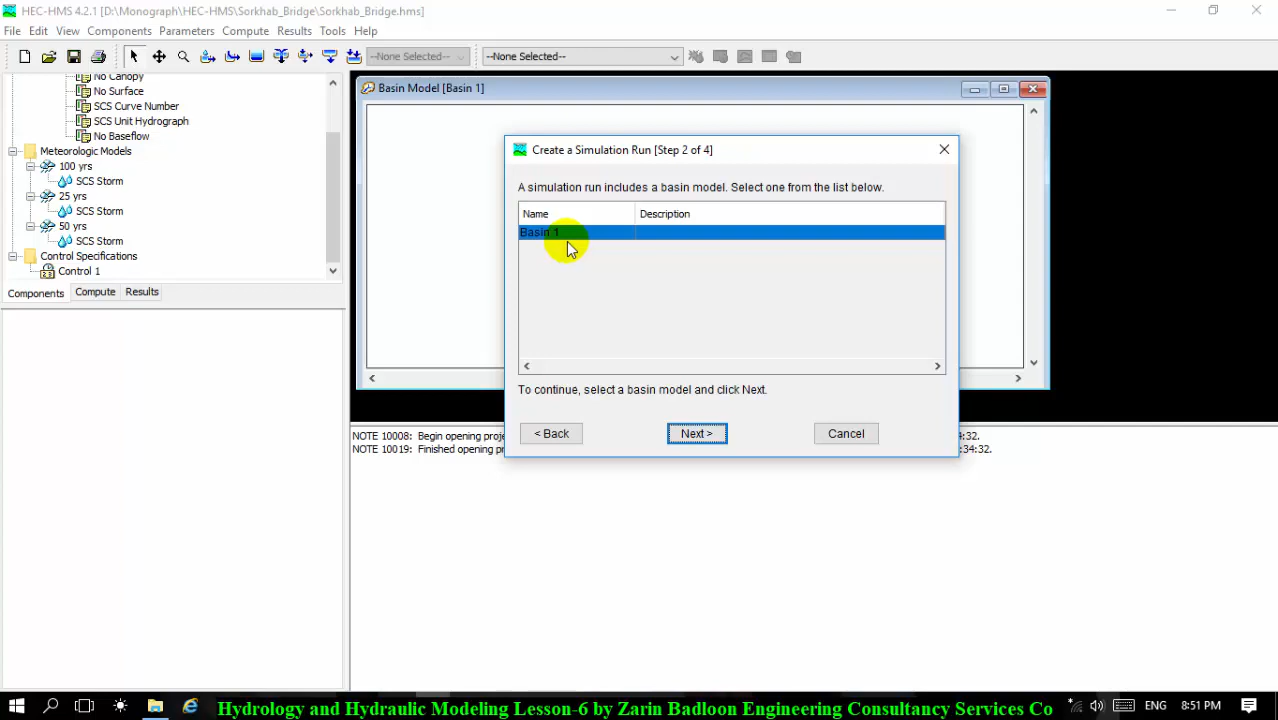 HEC-HMS 4.2.1 [D:\Monograph\HEC-HMS\Sorkhab_Bridge\Sorkhab_Bridge.hms]
File Edit View Components Parameters Compute Results Tools Help
--None Selected-- --None Selected--
No Canopy
No Surface
SCS Curve Number
SCS Unit Hydrograph
No Baseflow
Meteorologic Models
100 yrs
SCS Storm
25 yrs
SCS Storm
50 yrs
SCS Storm
Control Specifications
Control 1
Components Compute Results
Basin Model [Basin 1]
Create a Simulation Run [Step 2 of 4]
A simulation run includes a basin model. Select one from the list below.
Name Description
Basin 1
To continue, select a basin model and click Next.
< Back Next > Cancel
NOTE 10008: Begin opening proje 4:32.
NOTE 10019: Finished opening pr :34:32.
ENG 8:51 PM
Hydrology and Hydraulic Modeling Lesson-6 by Zarin Badloon Engineering Consultancy Services Co